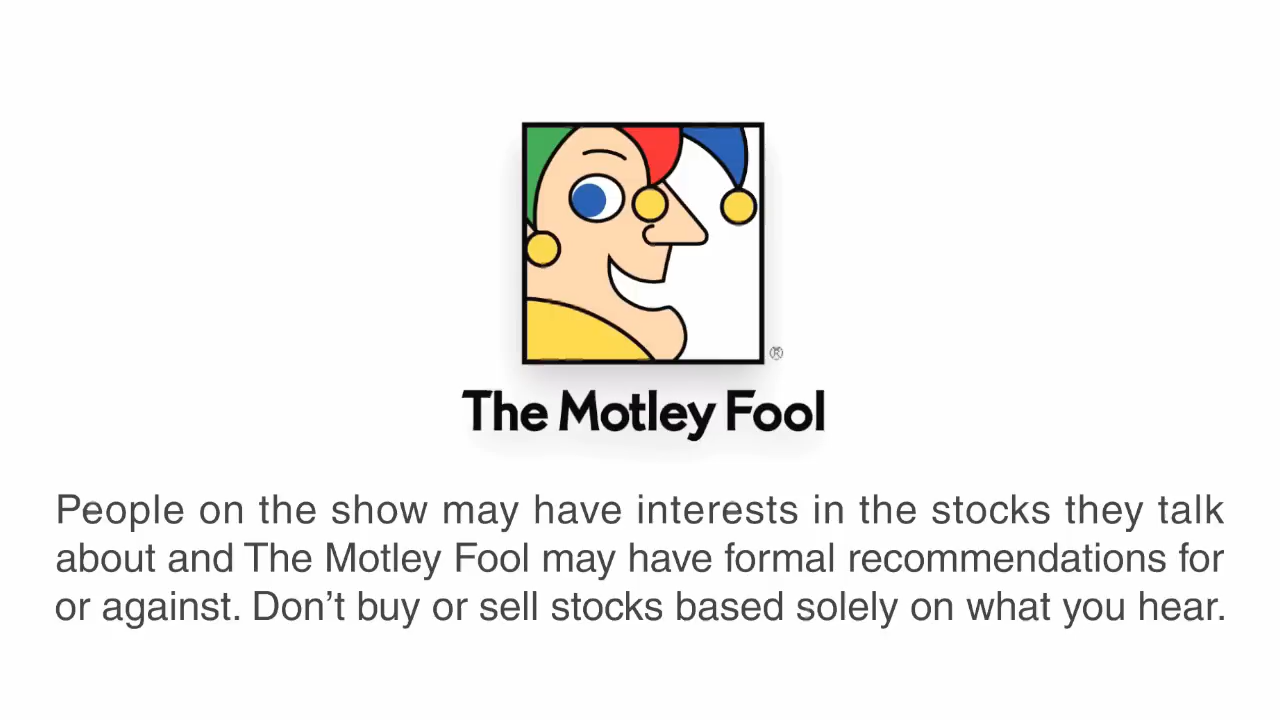 ®
The Motley Fool
People on the show may have interests in the stocks they talk
about and The Motley Fool may have formal recommendations for
or against. Don’t buy or sell stocks based solely on what you hear.